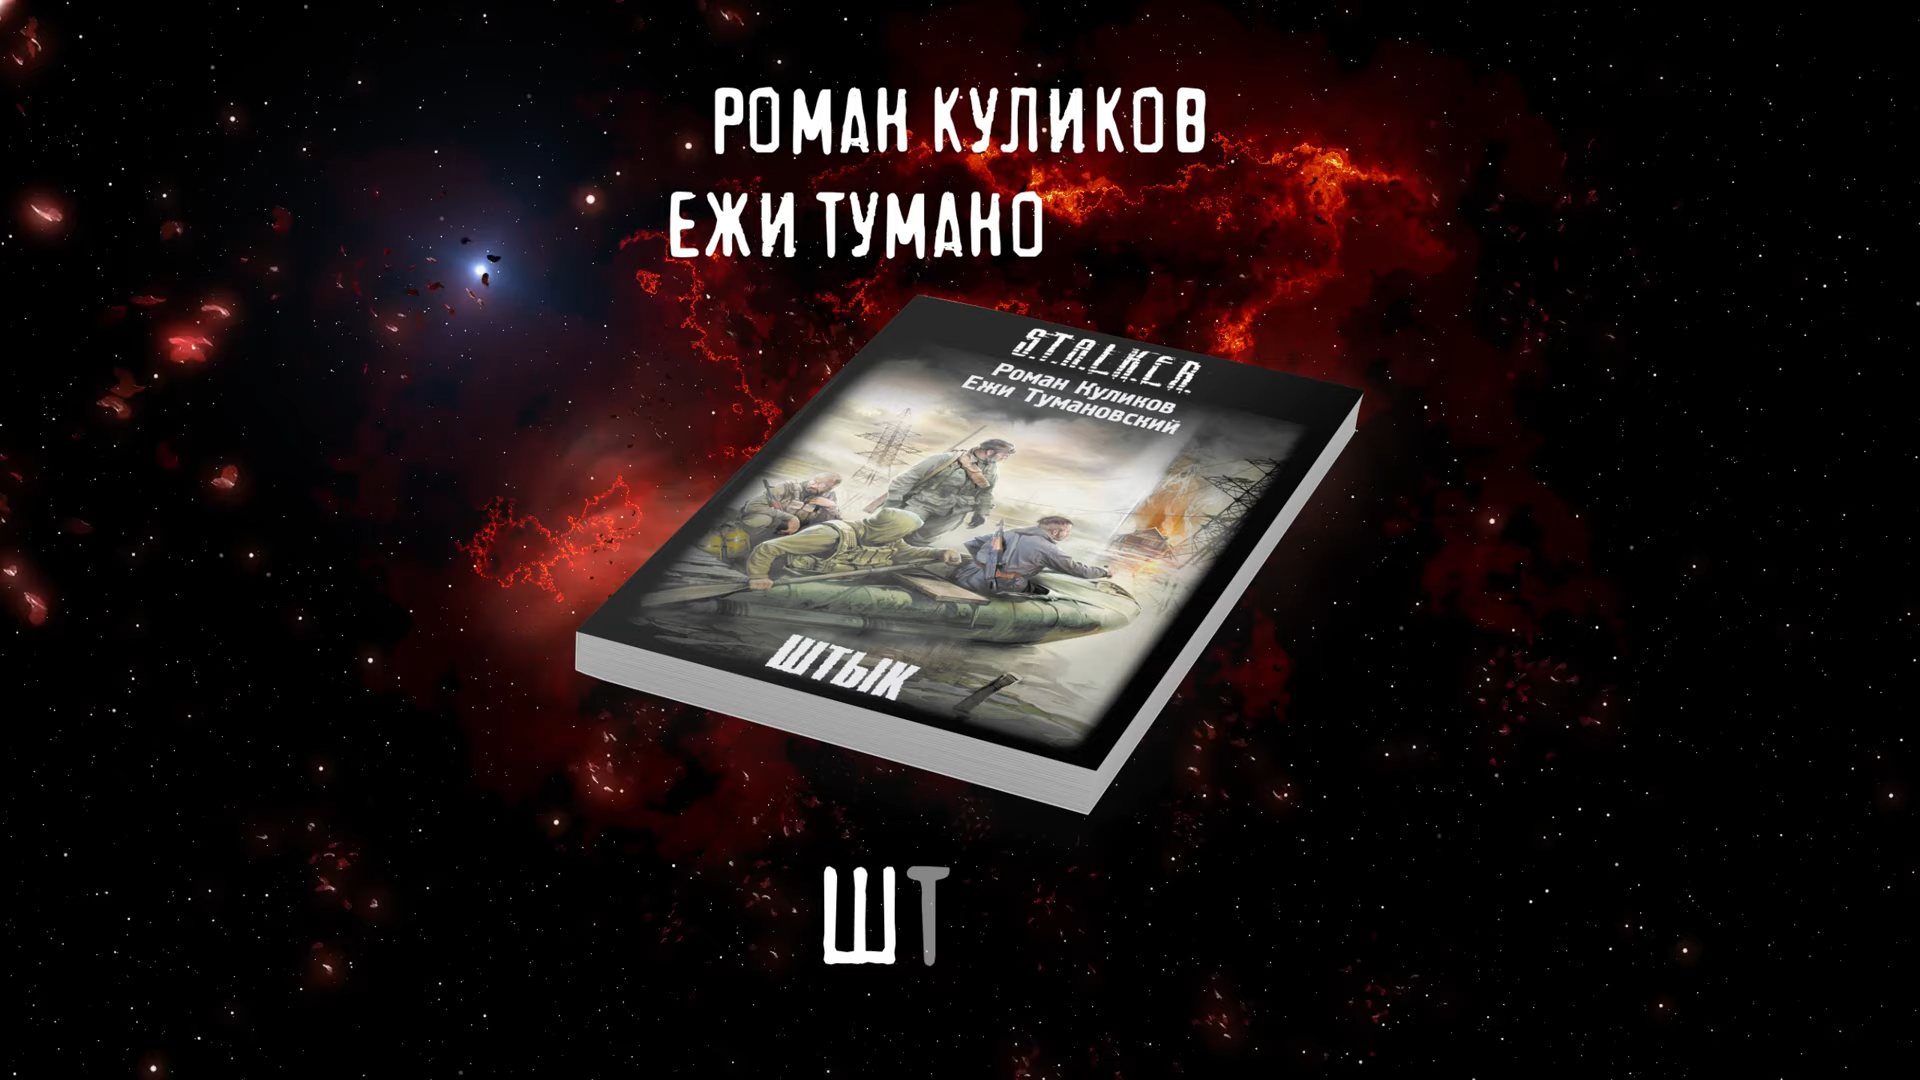 РОМАН КУЛИКОВ
ЕЖИ ТУМАНО
S.T.A.L.K.E.R.
Роман Куликов
Ежи Тумановский
ШТЫК
ШТ